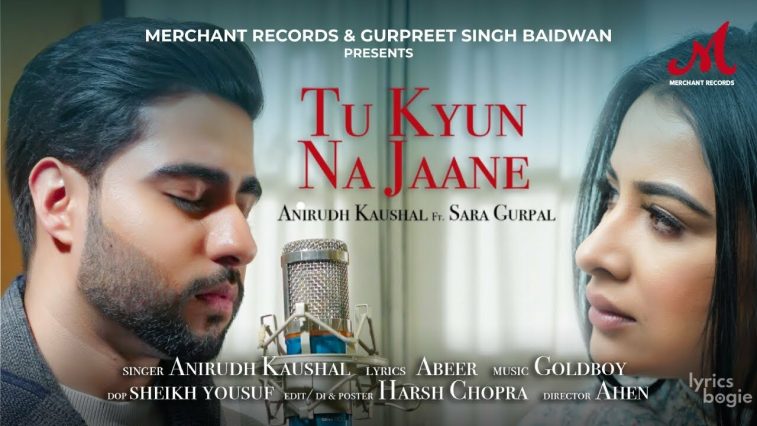 MERCHANT RECORDS & GURPREET SINGH BAIDWAN
PRESENTS
M
MERCHANT RECORDS
TU KYUN
NA JAANE
ANIRUDH KAUSHAL FT. SARA GURPAL
SINGER ANIRUDH KAUSHAL LYRICS ABEER MUSIC GOLDBOY
DOP SHEIKH YOUSUF EDIT/DI & POSTER HARSH CHOPRA DIRECTOR AHEN
lyrics
bogie